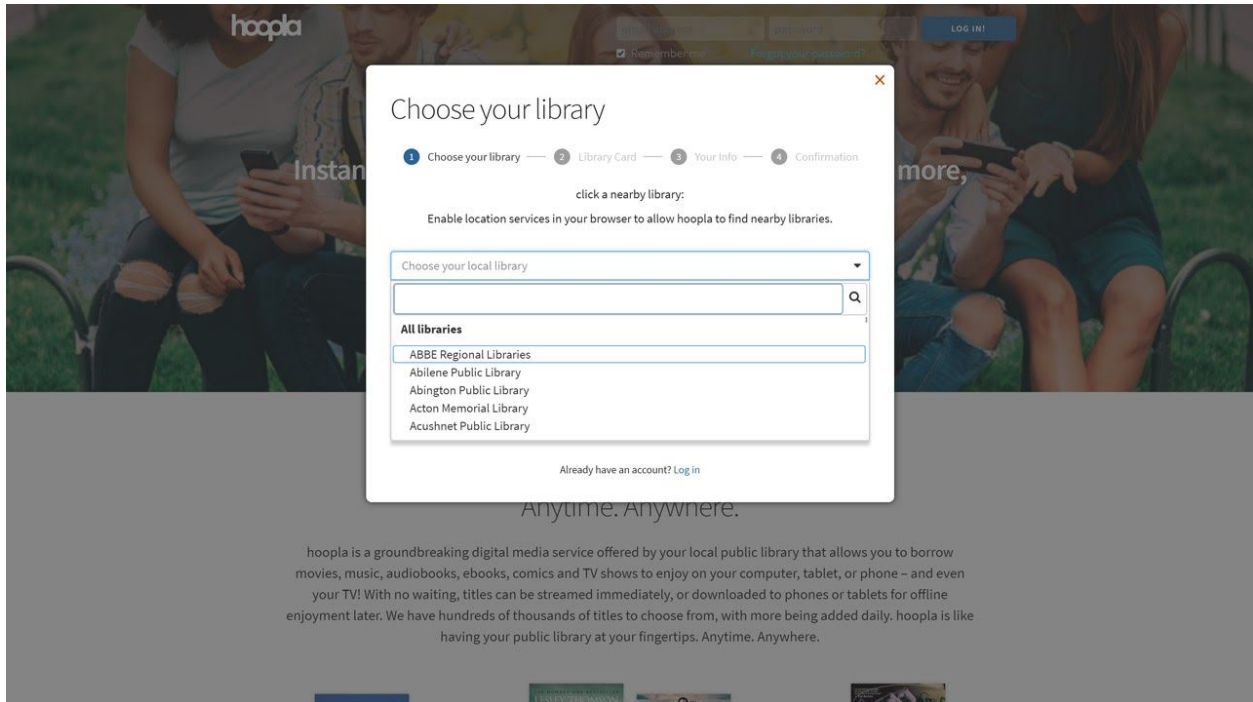 hoopla
LOG IN!
Remember me
Forgot your password?
Choose your library
1 Choose your library 2 Library Card 3 Your Info 4 Confirmation
Instan
more,
click a nearby library:
Enable location services in your browser to allow hoopla to find nearby libraries.
Choose your local library
All libraries
ABBE Regional Libraries
Abilene Public Library
Abington Public Library
Acton Memorial Library
Acushnet Public Library
Already have an account? Log in
Anytime. Anywhere.
hoopla is a groundbreaking digital media service offered by your local public library that allows you to borrow
movies, music, audiobooks, ebooks, comics and TV shows to enjoy on your computer, tablet, or phone – and even
your TV! With no waiting, titles can be streamed immediately, or downloaded to phones or tablets for offline
enjoyment later. We have hundreds of thousands of titles to choose from, with more being added daily. hoopla is like
having your public library at your fingertips. Anytime. Anywhere.
LESLEY THOMSON